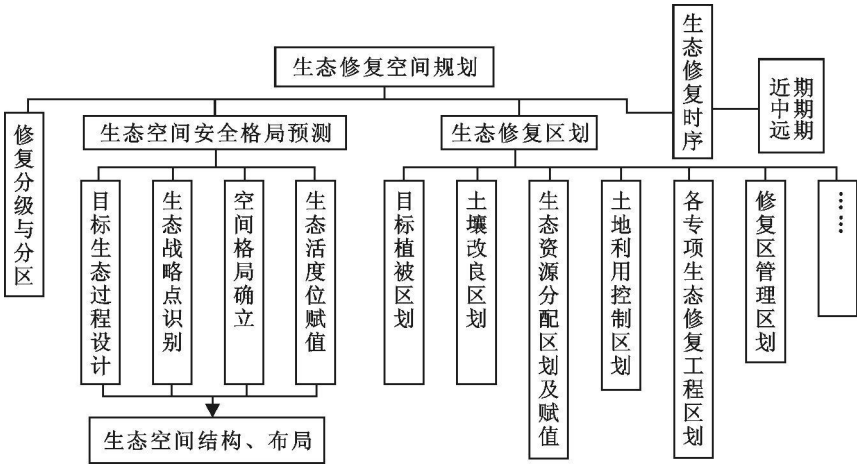 生态修复空间规划
生态修复时序
近期
中期
远期
修复分级与分区
生态空间安全格局预测
生态修复区划
目标生态过程设计
生态战略点识别
空间格局确立
生态活度位赋值
目标植被区划
土壤改良区划
生态资源分配区划及赋值
土地利用控制区划
各专项生态修复工程区划
修复区管理区划
……
生态空间结构、布局